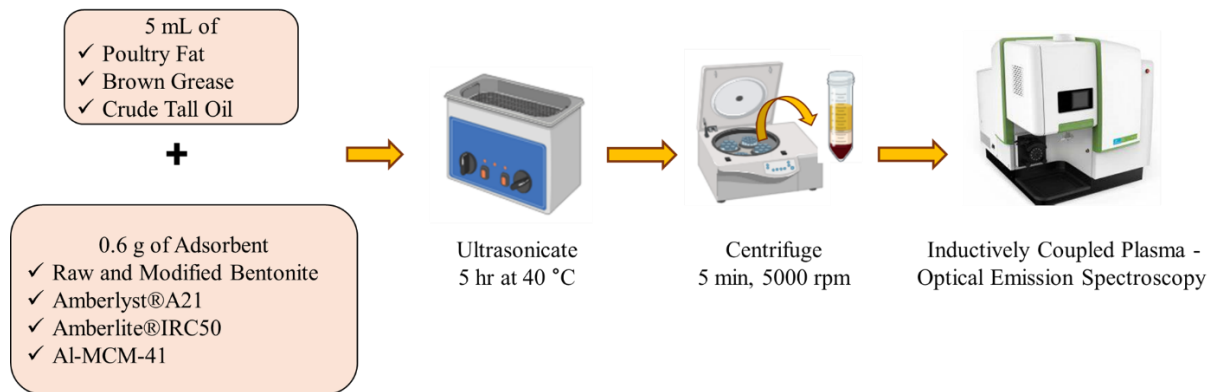 5 mL of
✓ Poultry Fat
✓ Brown Grease
✓ Crude Tall Oil
+
0.6 g of Adsorbent
✓ Raw and Modified Bentonite
✓ Amberlyst®A21
✓ Amberlite®IRC50
✓ Al-MCM-41
Ultrasonicate
5 hr at 40 °C
Centrifuge
5 min, 5000 rpm
Inductively Coupled Plasma -
Optical Emission Spectroscopy